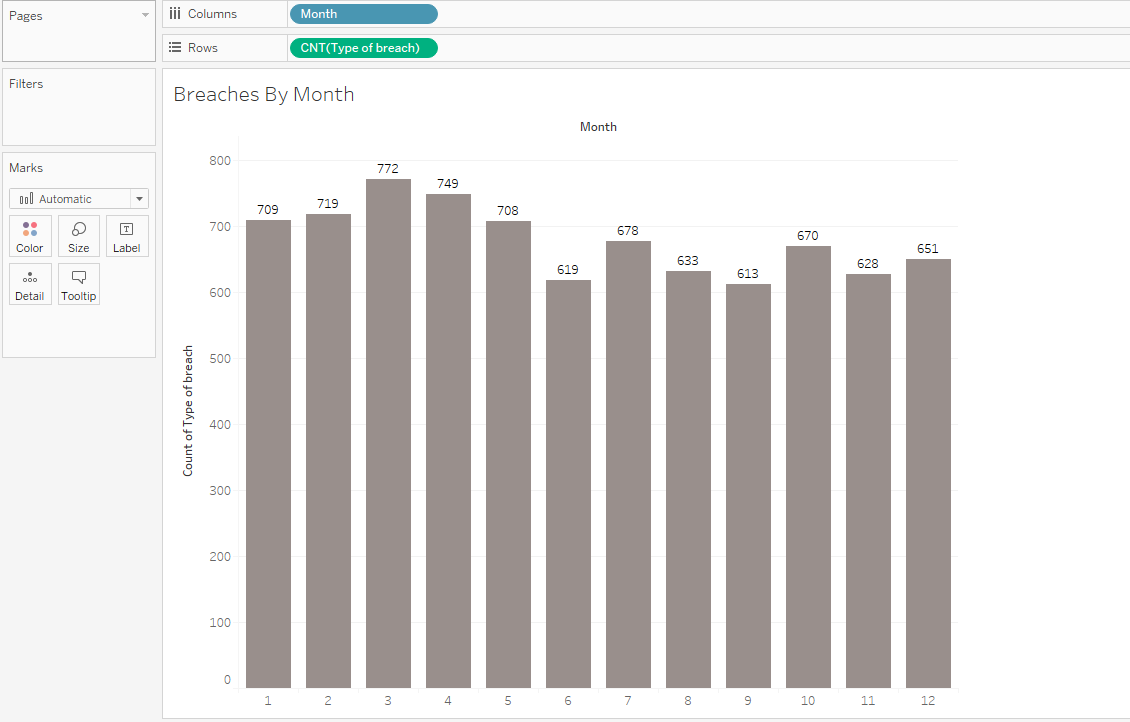 Pages
Columns
Month
Rows
CNT(Type of breach)
Filters
Marks
Automatic
Color
Size
Label
Detail
Tooltip
Breaches By Month
Month
Count of Type of breach
800
700
600
500
400
300
200
100
0
709
719
772
749
708
619
678
633
613
670
628
651
1 2 3 4 5 6 7 8 9 10 11 12